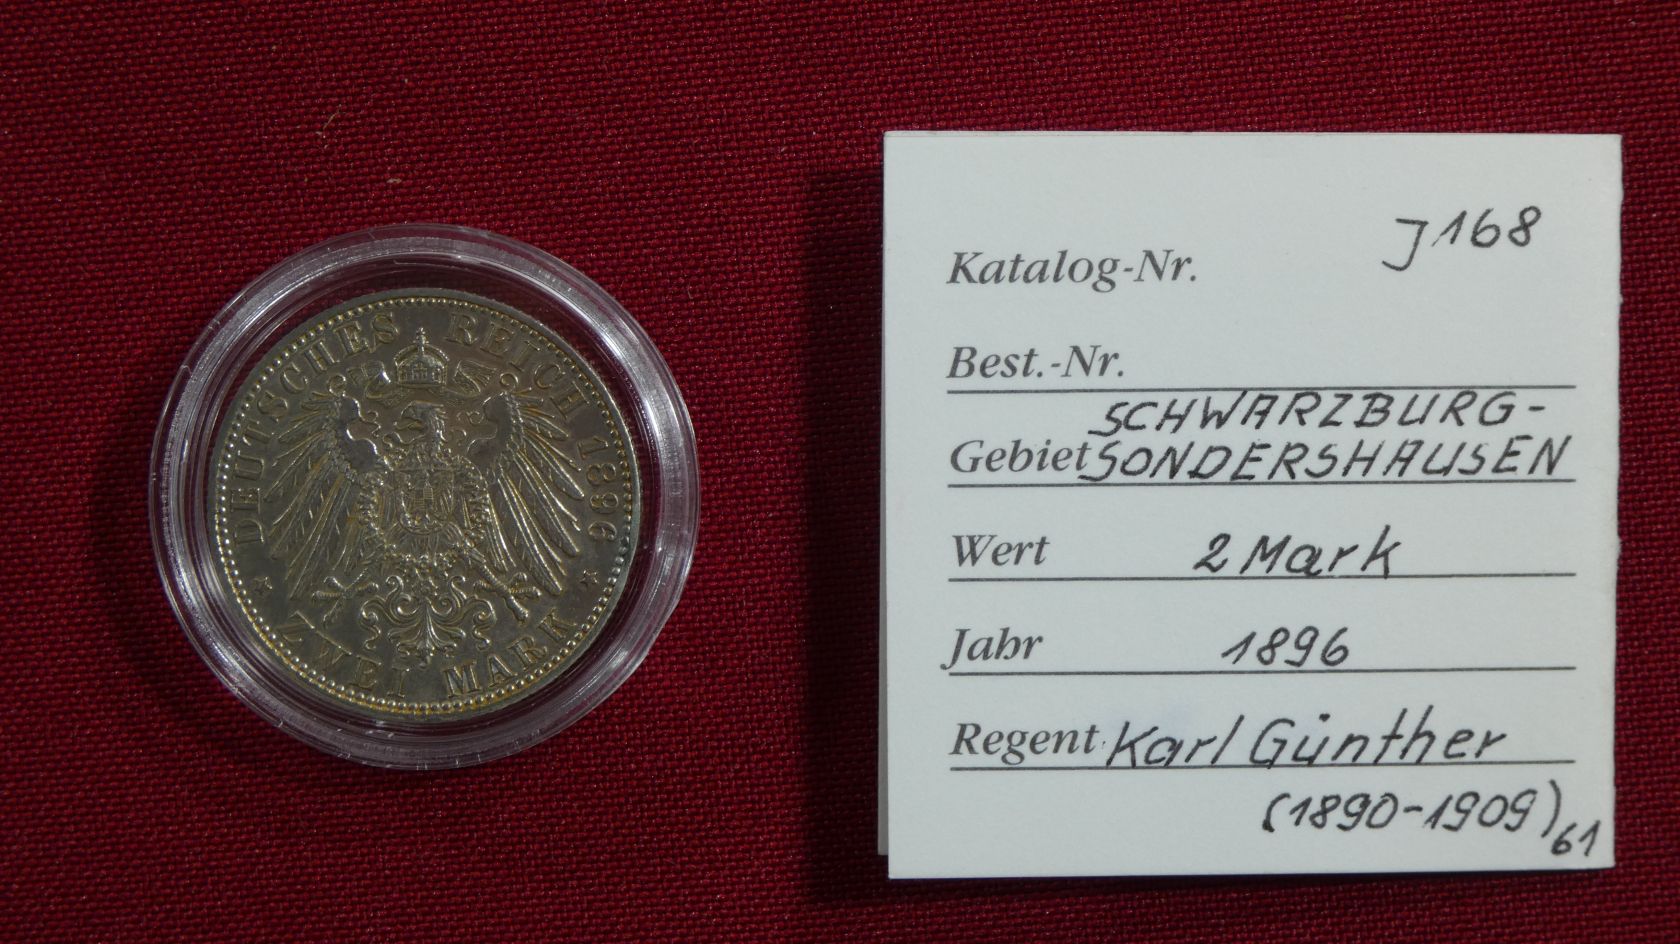 DEUTSCHES REICH 1896
* ZWEI MARK *
J168
Katalog-Nr.
Best.-Nr.
SCHWARZBURG-
Gebiet SONDERSHAUSEN
Wert 2 Mark
Jahr 1896
Regent Karl Günther
(1890-1909)
61